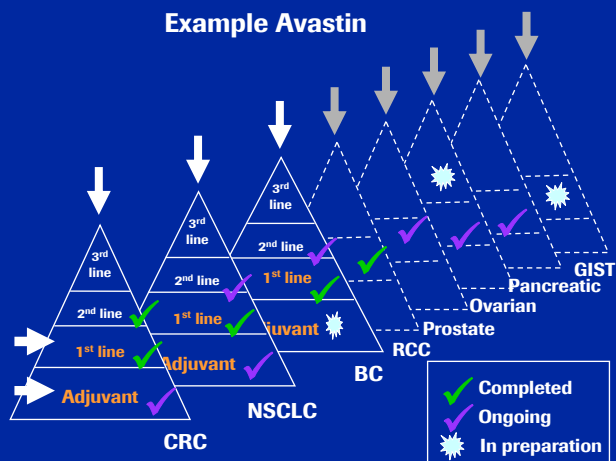 Example Avastin
3rd
line
2nd line
1st line
Adjuvant
CRC
3rd
line
2nd line
1st line
Adjuvant
NSCLC
3rd
line
2nd line
1st line
juvant
BC
RCC
Prostate
Ovarian
Pancreatic
GIST
Completed
Ongoing
In preparation